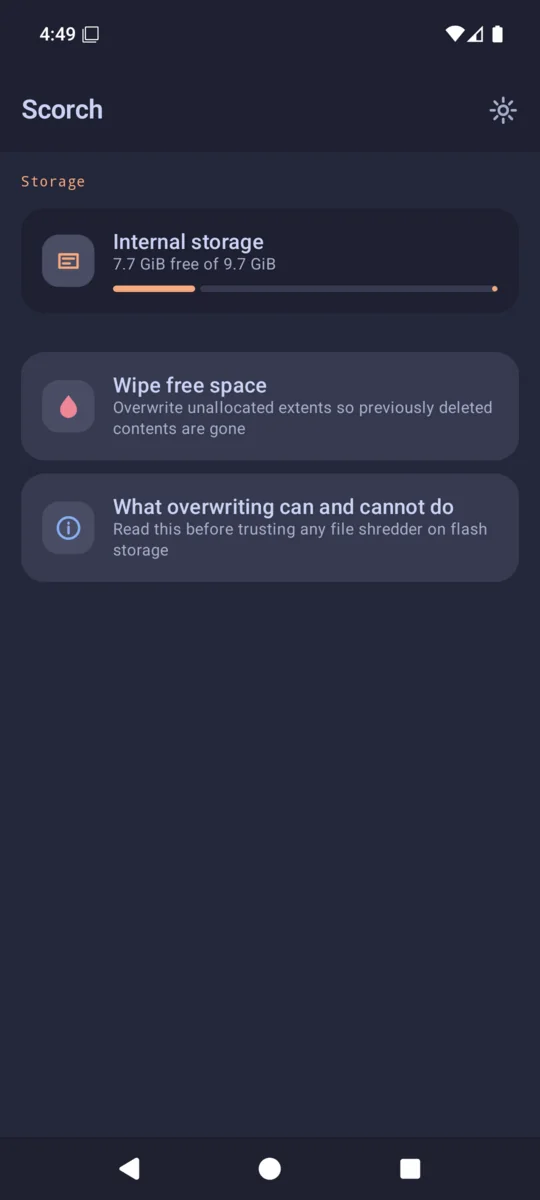 4:49
Scorch
Storage
Internal storage
7.7 GiB free of 9.7 GiB
Wipe free space
Overwrite unallocated extents so previously deleted
contents are gone
What overwriting can and cannot do
Read this before trusting any file shredder on flash
storage